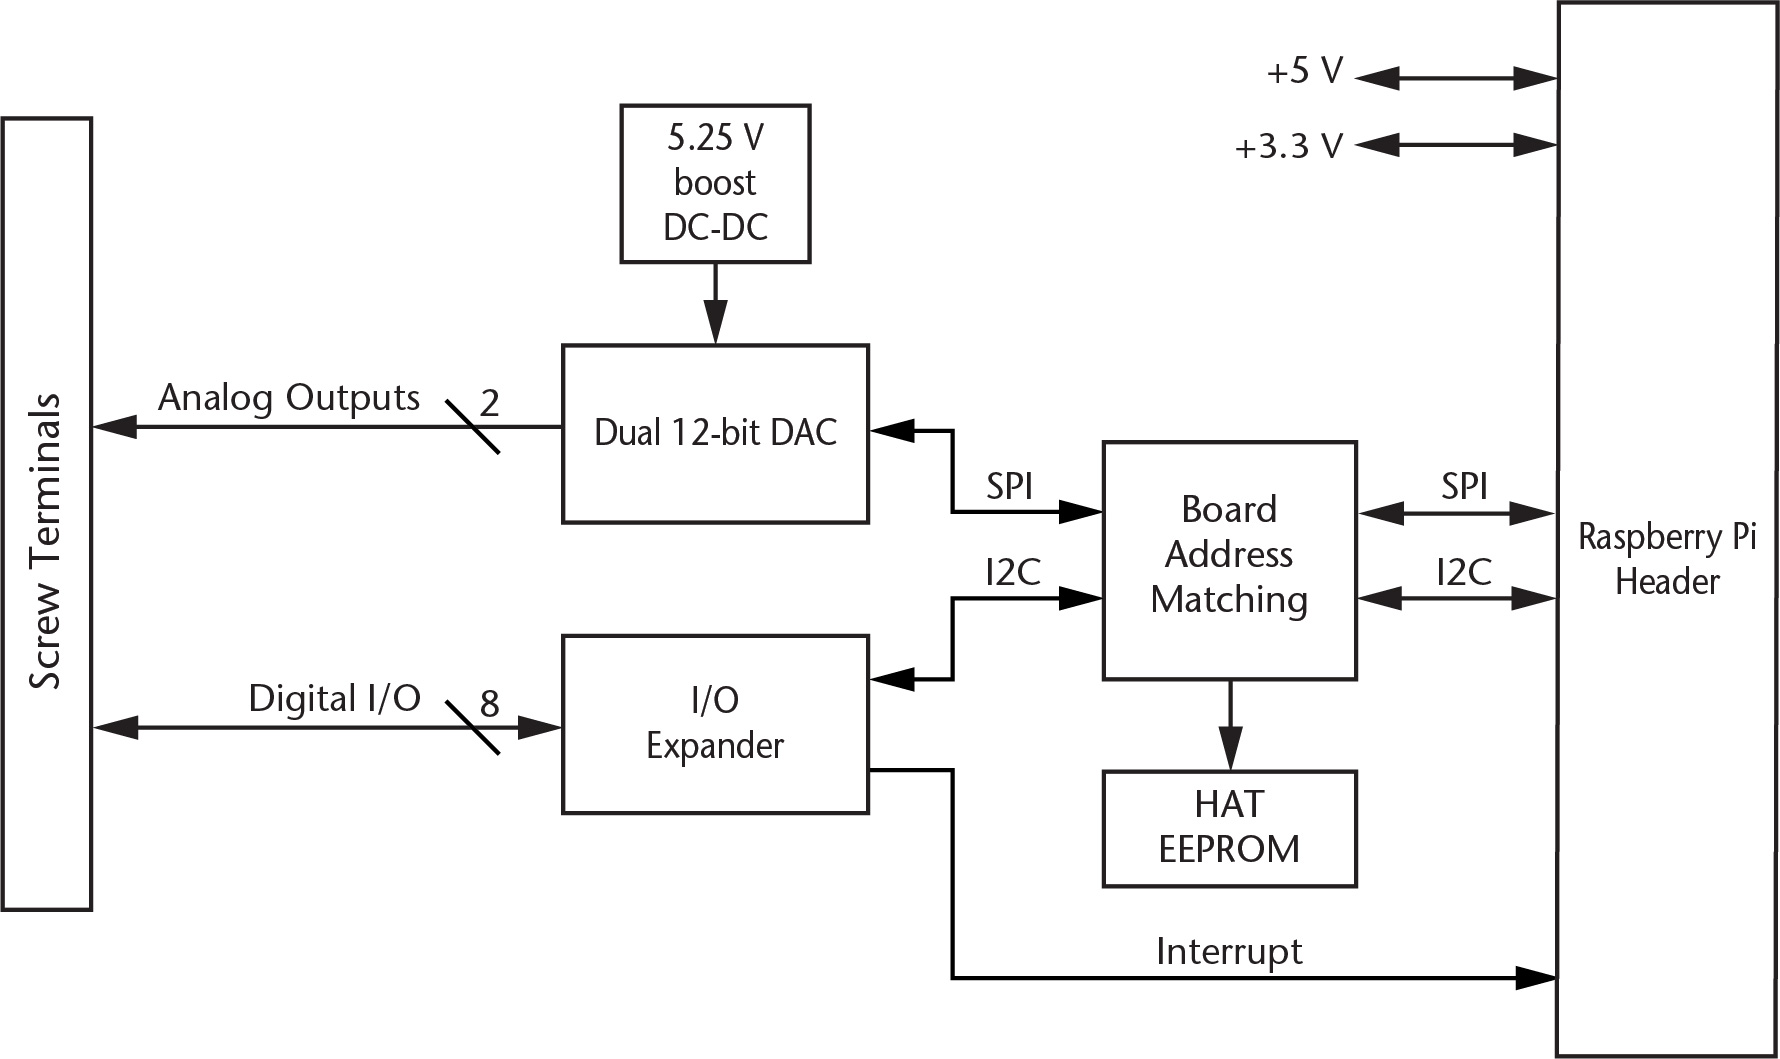 +5 V
+3.3 V
5.25 V
boost
DC-DC
Analog Outputs
2
Dual 12-bit DAC
SPI
I2C
Board
Address
Matching
SPI
I2C
Raspberry Pi
Header
Screw Terminals
Digital I/O
8
I/O
Expander
HAT
EEPROM
Interrupt